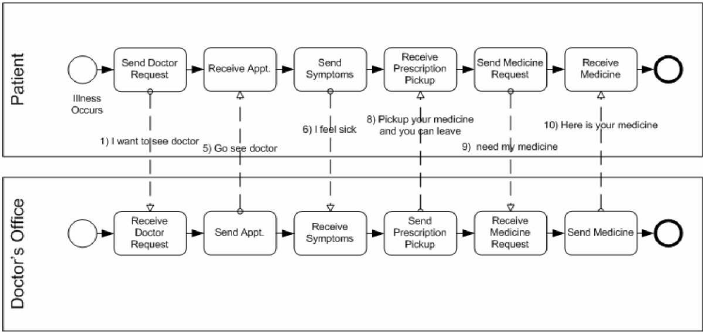 Patient
Send Doctor
Request
Receive Appt.
Send
Symptoms
Receive
Prescription
Pickup
Send Medicine
Request
Receive
Medicine
Illness
Occurs
1) I want to see doctor
5) Go see doctor
6) I feel sick
8) Pickup your medicine
and you can leave
9) need my medicine
10) Here is your medicine
Doctor's Office
Receive
Doctor
Request
Send Appt.
Receive
Symptoms
Send
Prescription
Pickup
Receive
Medicine
Request
Send Medicine